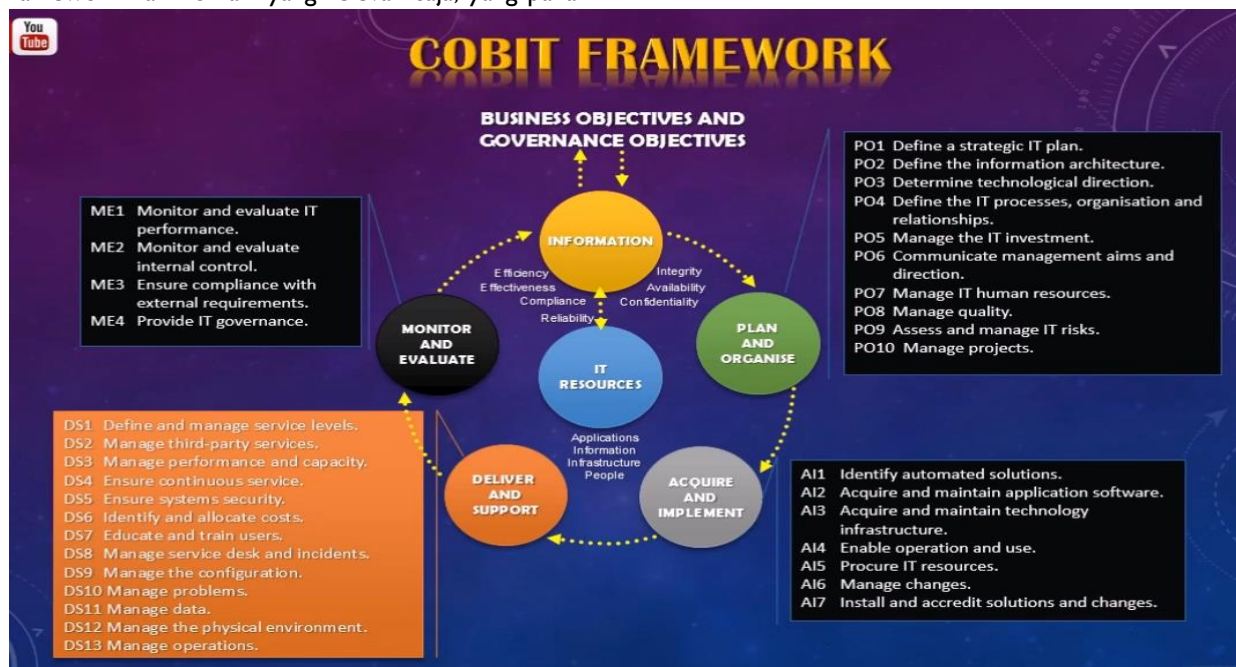 You
Tube
COBIT FRAMEWORK
BUSINESS OBJECTIVES AND
GOVERNANCE OBJECTIVES
INFORMATION
Efficiency
Effectiveness
Compliance
Reliability
Integrity
Availability
Confidentiality
PLAN
AND
ORGANISE
PO1 Define a strategic IT plan.
PO2 Define the information architecture.
PO3 Determine technological direction.
PO4 Define the IT processes, organisation and
relationships.
PO5 Manage the IT investment.
PO6 Communicate management aims and
direction.
PO7 Manage IT human resources.
PO8 Manage quality.
PO9 Assess and manage IT risks.
PO10 Manage projects.
IT
RESOURCES
Applications
Information
Infrastructure
People
ACQUIRE
AND
IMPLEMENT
AI1 Identify automated solutions.
AI2 Acquire and maintain application software.
AI3 Acquire and maintain technology
infrastructure.
AI4 Enable operation and use.
AI5 Procure IT resources.
AI6 Manage changes.
AI7 Install and accredit solutions and changes.
DELIVER
AND
SUPPORT
DS1 Define and manage service levels.
DS2 Manage third-party services.
DS3 Manage performance and capacity.
DS4 Ensure continuous service.
DS5 Ensure systems security.
DS6 Identify and allocate costs.
DS7 Educate and train users.
DS8 Manage service desk and incidents.
DS9 Manage the configuration.
DS10 Manage problems.
DS11 Manage data.
DS12 Manage the physical environment.
DS13 Manage operations.
MONITOR
AND
EVALUATE
ME1 Monitor and evaluate IT
performance.
ME2 Monitor and evaluate
internal control.
ME3 Ensure compliance with
external requirements.
ME4 Provide IT governance.